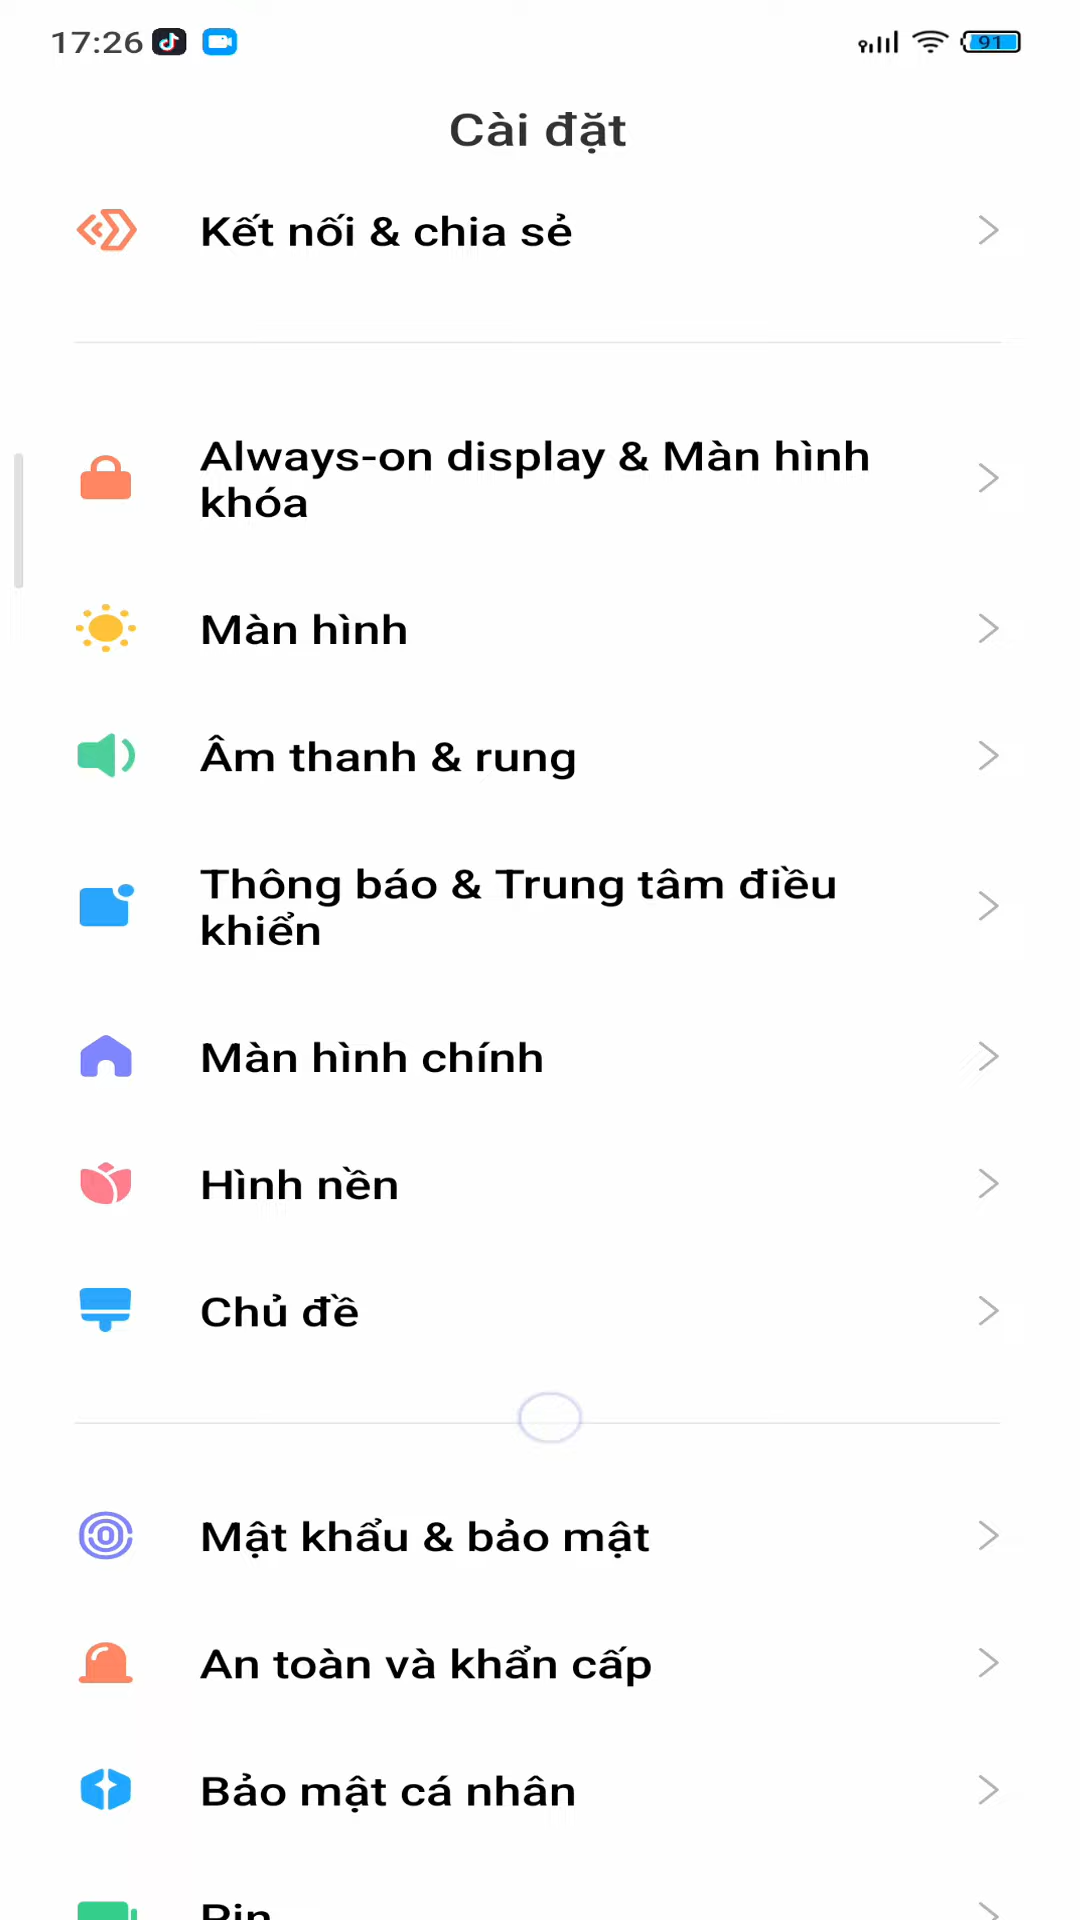 17:26
91
Cài đặt
Kết nối & chia sẻ
Always-on display & Màn hình
khóa
Màn hình
Âm thanh & rung
Thông báo & Trung tâm điều
khiển
Màn hình chính
Hình nền
Chủ đề
Mật khẩu & bảo mật
An toàn và khẩn cấp
Bảo mật cá nhân
Pin